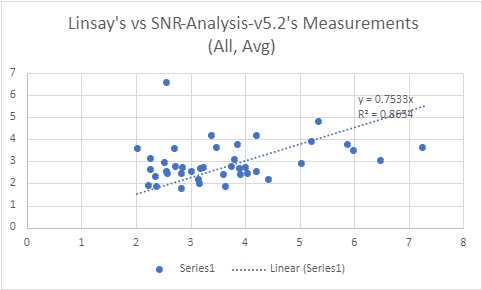 Linsay's vs SNR-Analysis-v5.2's Measurements
(All, Avg)
7
6
5
4
3
2
1
0
y = 0.7533x
R² = 0.8654
0 1 2 3 4 5 6 7 8
Series1 Linear (Series1)